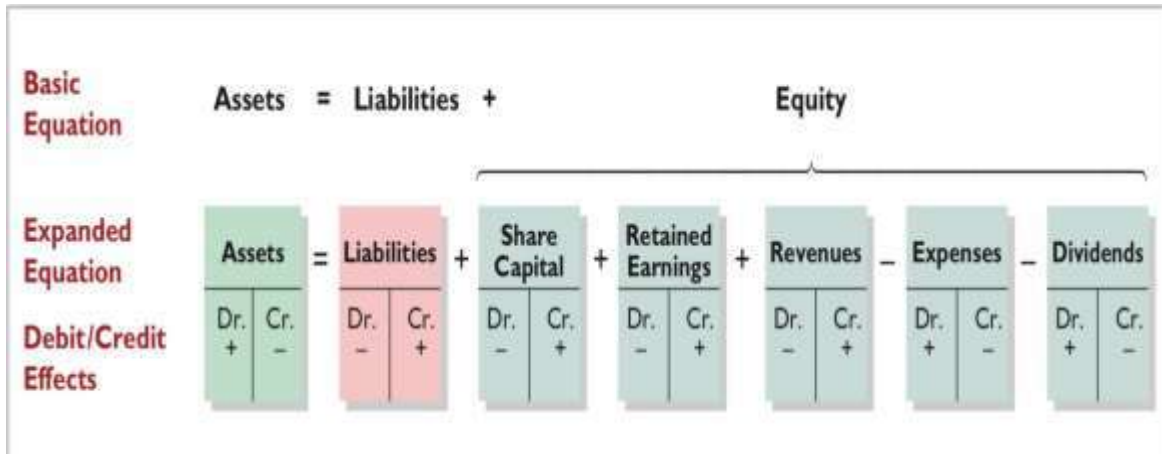 Basic
Equation
Assets = Liabilities + Equity
Expanded
Equation
Assets = Liabilities + Share Capital + Retained Earnings + Revenues – Expenses – Dividends
Debit/Credit
Effects
Dr. Cr. Dr. Cr. Dr. Cr. Dr. Cr. Dr. Cr. Dr. Cr. Dr. Cr.
+ – – + – + – + – + + – + –